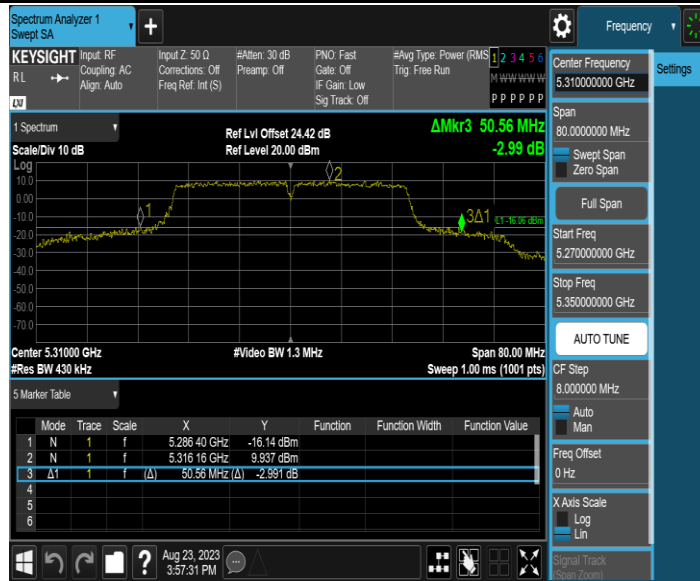 Spectrum Analyzer 1
Swept SA
Frequency
KEYSIGHT
RL
LXI
Input: RF
Coupling: AC
Align: Auto
Input Z: 50 Ω
Corrections: Off
Freq Ref: Int (S)
#Atten: 30 dB
Preamp: Off
PNO: Fast
Gate: Off
IF Gain: Low
Sig Track: Off
#Avg Type: Power (RMS
Trig: Free Run
1 2 3 4 5 6
M W W W W W
P P P P P P
1 Spectrum
Scale/Div 10 dB
Ref Lvl Offset 24.42 dB
Ref Level 20.00 dBm
ΔMkr3 50.56 MHz
-2.99 dB
Log
10.0
0.00
-10.0
-20.0
-30.0
-40.0
-50.0
-60.0
-70.0
1
2
3Δ1
L1 -16.06 dBm
Center 5.31000 GHz
#Res BW 430 kHz
#Video BW 1.3 MHz
Span 80.00 MHz
Sweep 1.00 ms (1001 pts)
5 Marker Table
Mode Trace Scale X Y Function Function Width Function Value
1 N 1 f 5.286 40 GHz -16.14 dBm
2 N 1 f 5.316 16 GHz 9.937 dBm
3 Δ1 1 f (Δ) 50.56 MHz (Δ) -2.991 dB
4
5
6
Aug 23, 2023
3:57:31 PM
Settings
Center Frequency
5.310000000 GHz
Span
80.0000000 MHz
Swept Span
Zero Span
Full Span
Start Freq
5.270000000 GHz
Stop Freq
5.350000000 GHz
AUTO TUNE
CF Step
8.000000 MHz
Auto
Man
Freq Offset
0 Hz
X Axis Scale
Log
Lin
Signal Track
(Span Zoom)